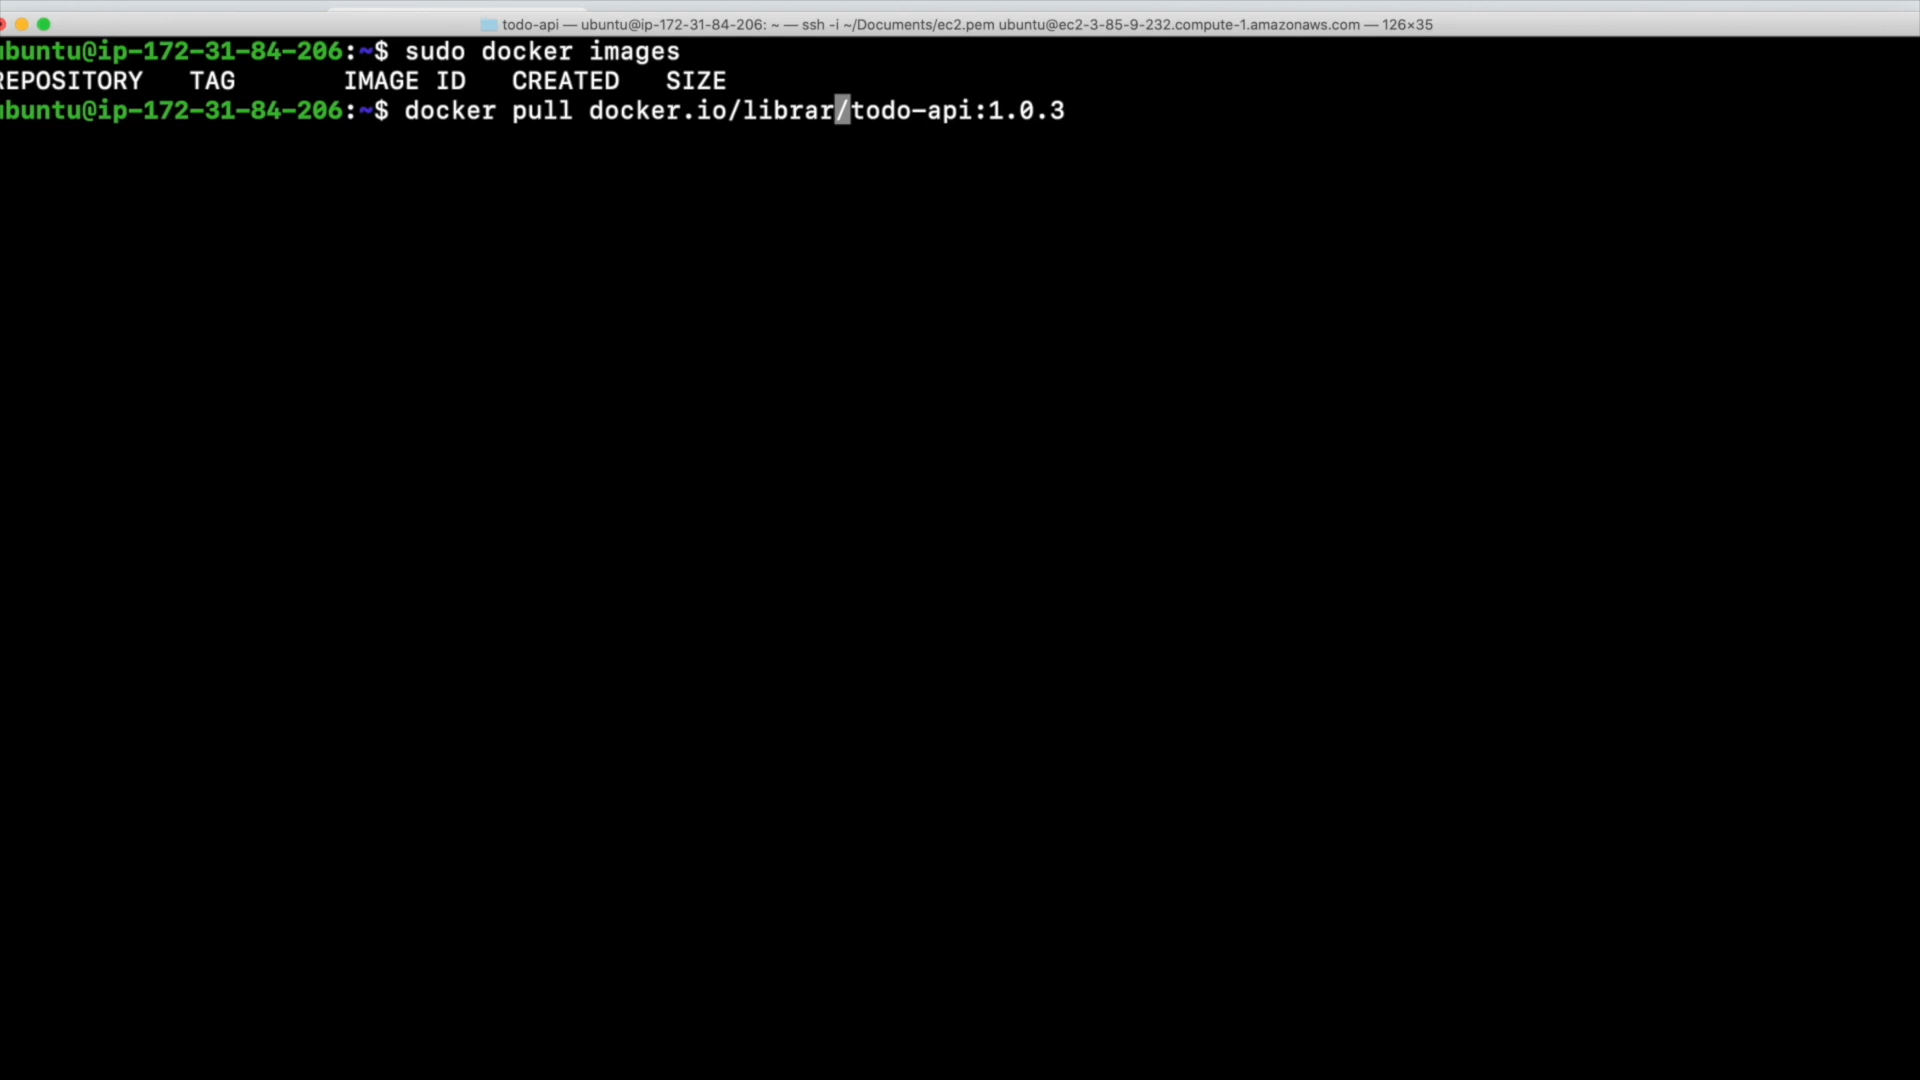 todo-api — ubuntu@ip-172-31-84-206: ~ — ssh -i ~/Documents/ec2.pem ubuntu@ec2-3-85-9-232.compute-1.amazonaws.com — 126×35
ubuntu@ip-172-31-84-206:~$ sudo docker images
REPOSITORY TAG IMAGE ID CREATED SIZE
ubuntu@ip-172-31-84-206:~$ docker pull docker.io/librar/todo-api:1.0.3